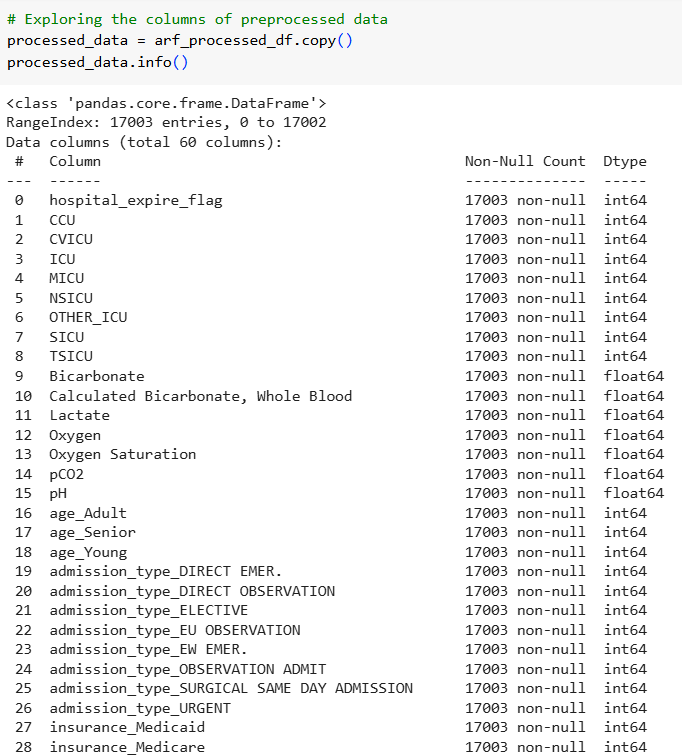 # Exploring the columns of preprocessed data
processed_data = arf_processed_df.copy()
processed_data.info()
<class 'pandas.core.frame.DataFrame'>
RangeIndex: 17003 entries, 0 to 17002
Data columns (total 60 columns):
 #   Column                                        Non-Null Count  Dtype
---  ------                                        --------------  -----
 0   hospital_expire_flag                          17003 non-null  int64
 1   CCU                                           17003 non-null  int64
 2   CVICU                                         17003 non-null  int64
 3   ICU                                           17003 non-null  int64
 4   MICU                                          17003 non-null  int64
 5   NSICU                                         17003 non-null  int64
 6   OTHER_ICU                                     17003 non-null  int64
 7   SICU                                          17003 non-null  int64
 8   TSICU                                         17003 non-null  int64
 9   Bicarbonate                                   17003 non-null  float64
 10  Calculated Bicarbonate, Whole Blood           17003 non-null  float64
 11  Lactate                                       17003 non-null  float64
 12  Oxygen                                        17003 non-null  float64
 13  Oxygen Saturation                             17003 non-null  float64
 14  pCO2                                          17003 non-null  float64
 15  pH                                            17003 non-null  float64
 16  age_Adult                                     17003 non-null  int64
 17  age_Senior                                    17003 non-null  int64
 18  age_Young                                     17003 non-null  int64
 19  admission_type_DIRECT EMER.                   17003 non-null  int64
 20  admission_type_DIRECT OBSERVATION             17003 non-null  int64
 21  admission_type_ELECTIVE                       17003 non-null  int64
 22  admission_type_EU OBSERVATION                 17003 non-null  int64
 23  admission_type_EW EMER.                       17003 non-null  int64
 24  admission_type_OBSERVATION ADMIT              17003 non-null  int64
 25  admission_type_SURGICAL SAME DAY ADMISSION    17003 non-null  int64
 26  admission_type_URGENT                         17003 non-null  int64
 27  insurance_Medicaid                            17003 non-null  int64
 28  insurance_Medicare                            17003 non-null  int64